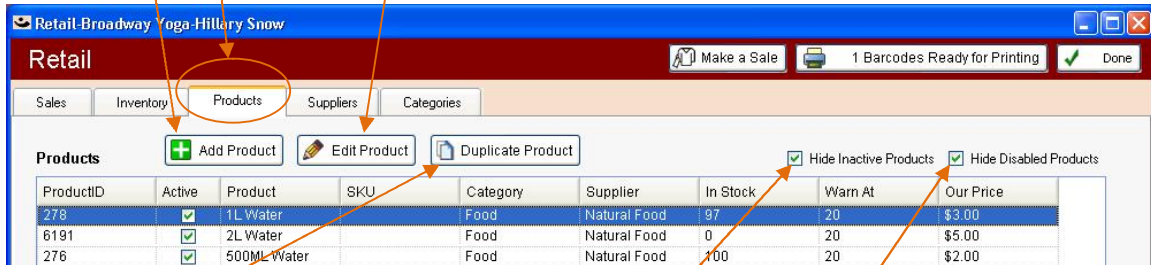 Retail-Broadway Yoga-Hillary Snow
Retail
Make a Sale
1 Barcodes Ready for Printing
Done
Sales Inventory Products Suppliers Categories
Products
Add Product
Edit Product
Duplicate Product
Hide Inactive Products
Hide Disabled Products
ProductID Active Product SKU Category Supplier In Stock Warn At Our Price
278 1L Water Food Natural Food 97 20 $3.00
6191 2L Water Food Natural Food 0 20 $5.00
276 500ML Water Food Natural Food 100 20 $2.00